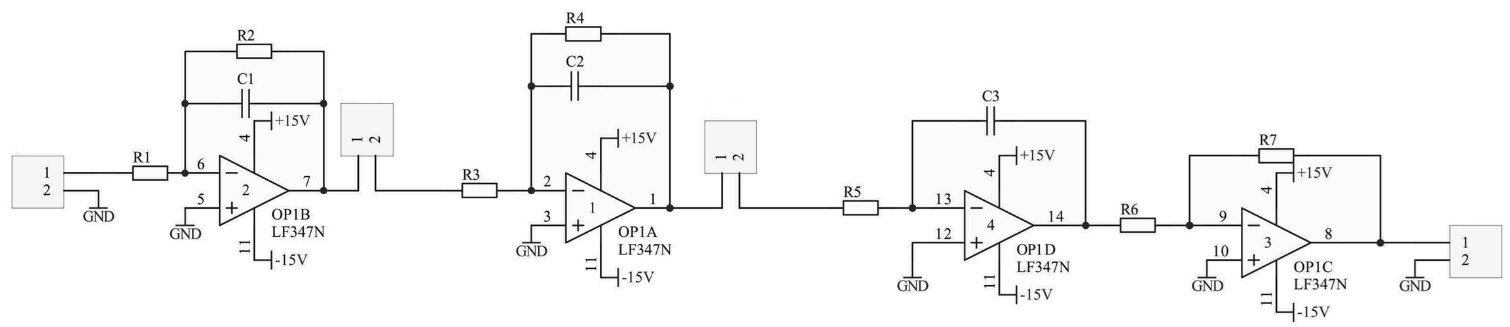 R1
R2
C1
4
+15V
6
2
7
5
OP1B
LF347N
11
-15V
1
2
GND
GND
1
2
R3
R4
C2
4
+15V
2
1
1
3
OP1A
LF347N
11
-15V
GND
1
2
R5
C3
4
+15V
13
4
14
12
OP1D
LF347N
11
-15V
GND
R6
R7
4
+15V
9
3
8
10
OP1C
LF347N
11
-15V
GND
1
2
GND